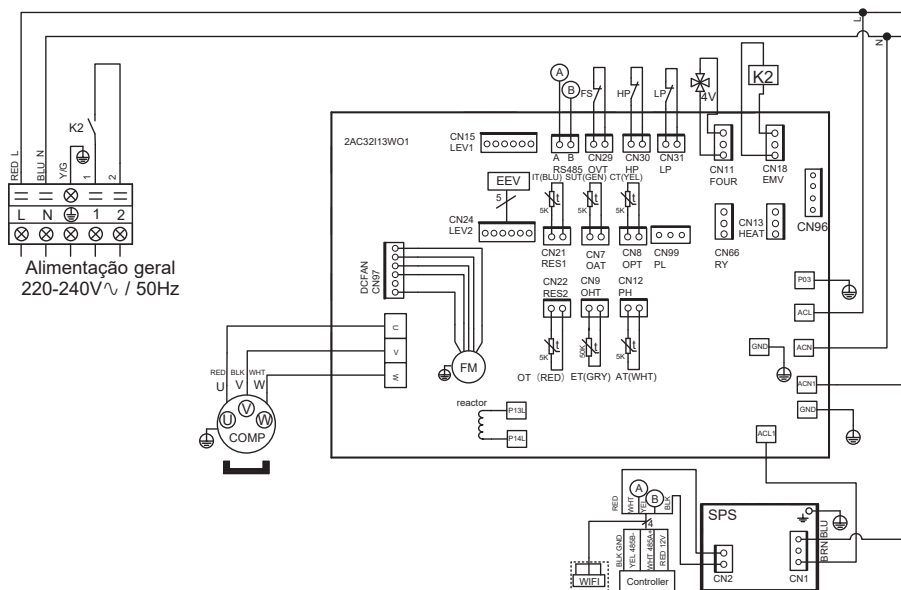 L
N
RED L
BLU N
Y/G
K2
1
2
L N 1 2
Alimentação geral
220-240V∿ / 50Hz
2AC32I13WO1
CN15
LEV1
A
B
FS
HP
LP
4V
K2
A B
RS485
CN29
OVT
CN30
HP
CN31
LP
CN11
FOUR
CN18
EMV
EEV
5
CN24
LEV2
IT(BLU) SUT(GEN) CT(YEL)
t
5K
t
5K
t
5K
CN21
RES1
CN7
OAT
CN8
OPT
CN99
PL
CN66
RY
CN13
HEAT
CN96
DCFAN
CN97
CN22
RES2
CN9
OHT
CN12
PH
t
5K
t
50K
t
5K
OT (RED) ET(GRY) AT(WHT)
FM
U
V
W
RED BLK WHT
U V W
U
V
W
COMP
reactor
P13L
P14L
P03
ACL
GND
ACN
ACN1
GND
ACL1
RED
WHT
A
YEL
B
BLK
4
BLK GND
YEL 485B-
WHT 485A+
RED 12V
WIFI
Controller
SPS
CN2
CN1
BRN
BLU